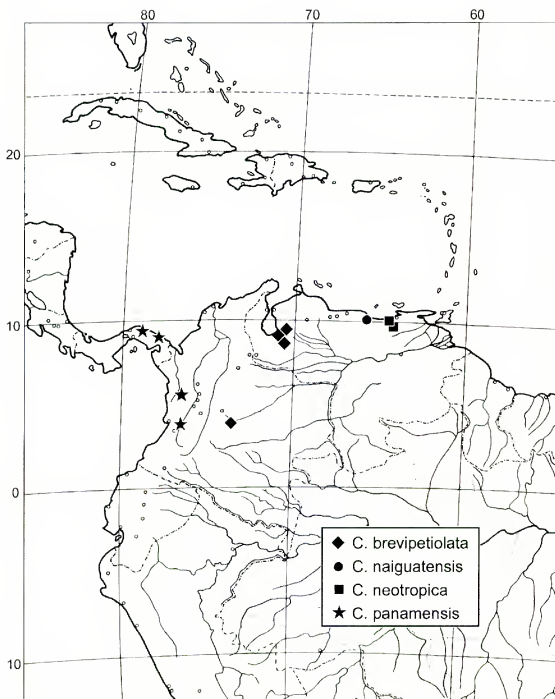 80 70 60
20
10
0
10
C. brevipetiolata
C. naiguatensis
C. neotropica
C. panamensis